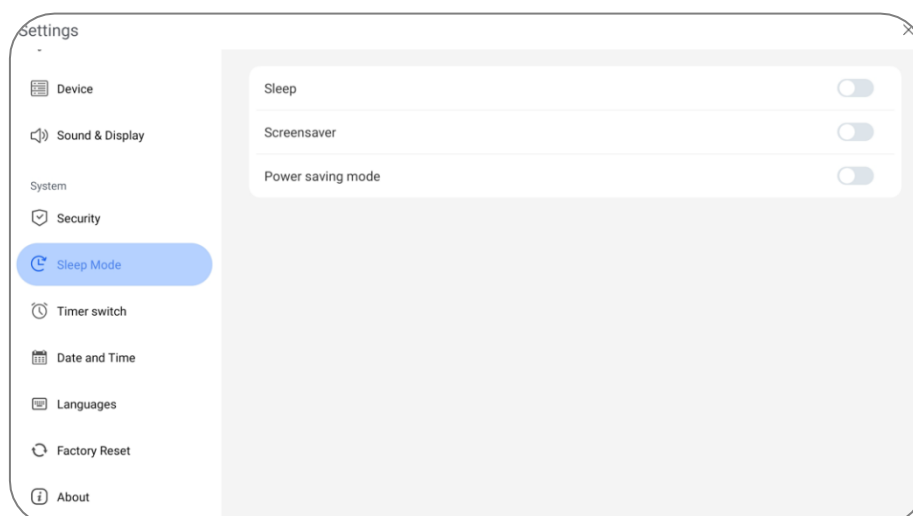 Settings
Device
Sound & Display
System
Security
Sleep Mode
Timer switch
Date and Time
Languages
Factory Reset
About
Sleep
Screensaver
Power saving mode